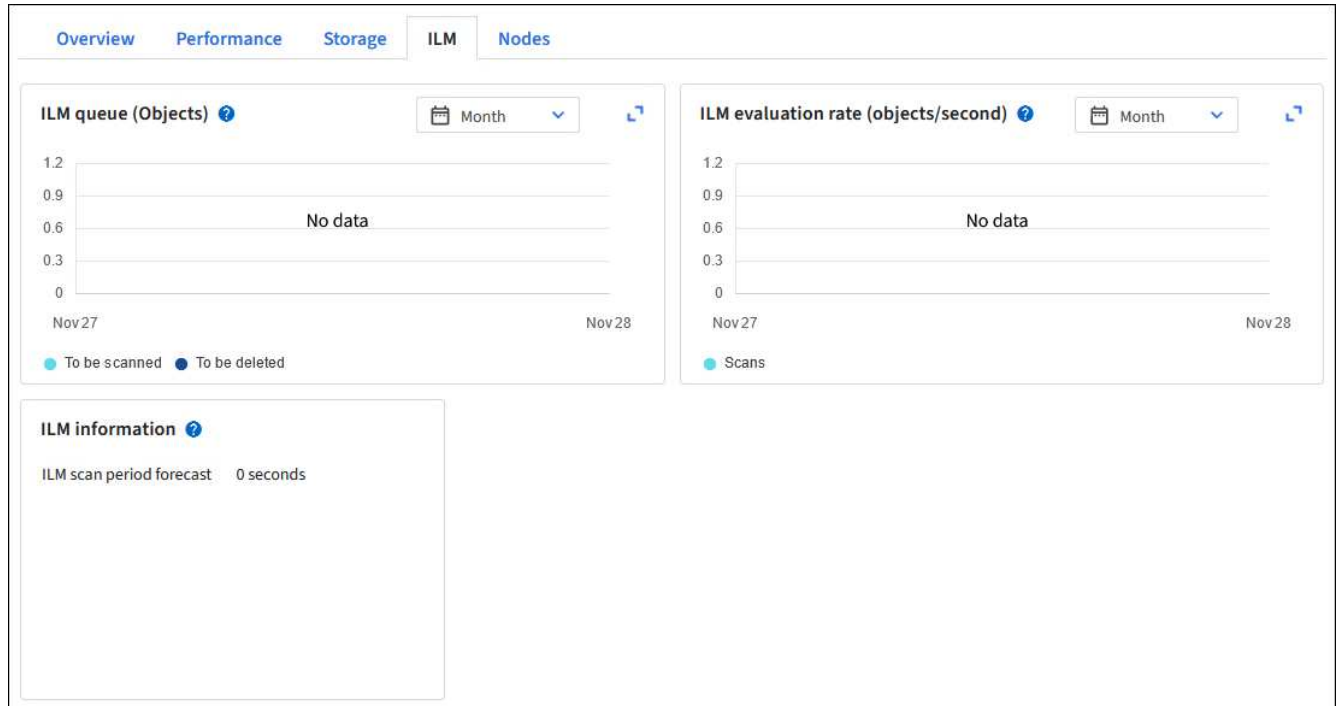 Overview Performance Storage ILM Nodes
ILM queue (Objects) ? Month
1.2
0.9
0.6
0.3
0
No data
Nov 27 Nov 28
To be scanned To be deleted
ILM evaluation rate (objects/second) ? Month
1.2
0.9
0.6
0.3
0
No data
Nov 27 Nov 28
Scans
ILM information ?
ILM scan period forecast 0 seconds